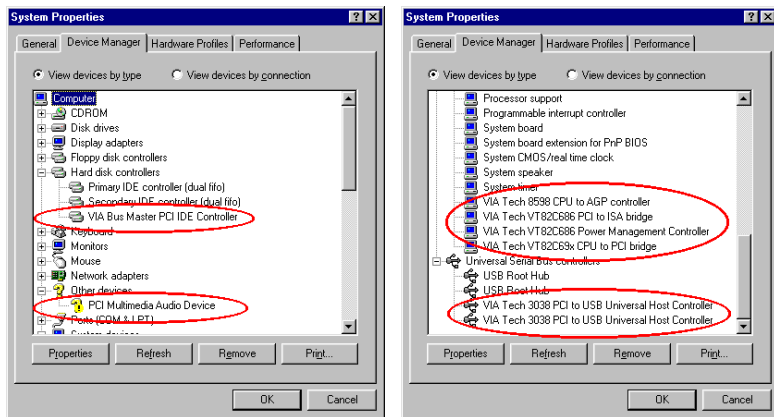 System Properties
General Device Manager Hardware Profiles Performance
View devices by type View devices by connection
Computer
CDROM
Disk drives
Display adapters
Floppy disk controllers
Hard disk controllers
Primary IDE controller (dual fifo)
Secondary IDE controller (dual fifo)
VIA Bus Master PCI IDE Controller
Keyboard
Monitors
Mouse
Network adapters
Other devices
PCI Multimedia Audio Device
Ports (COM & LPT)
System devices
Properties Refresh Remove Print...
OK Cancel
System Properties
General Device Manager Hardware Profiles Performance
View devices by type View devices by connection
Processor support
Programmable interrupt controller
System board
System board extension for PnP BIOS
System CMOS/real time clock
System speaker
System timer
VIA Tech 8598 CPU to AGP controller
VIA Tech VT82C686 PCI to ISA bridge
VIA Tech VT82C686 Power Management Controller
VIA Tech VT82C69x CPU to PCI bridge
Universal Serial Bus controllers
USB Root Hub
USB Root Hub
VIA Tech 3038 PCI to USB Universal Host Controller
VIA Tech 3038 PCI to USB Universal Host Controller
Properties Refresh Remove Print...
OK Cancel